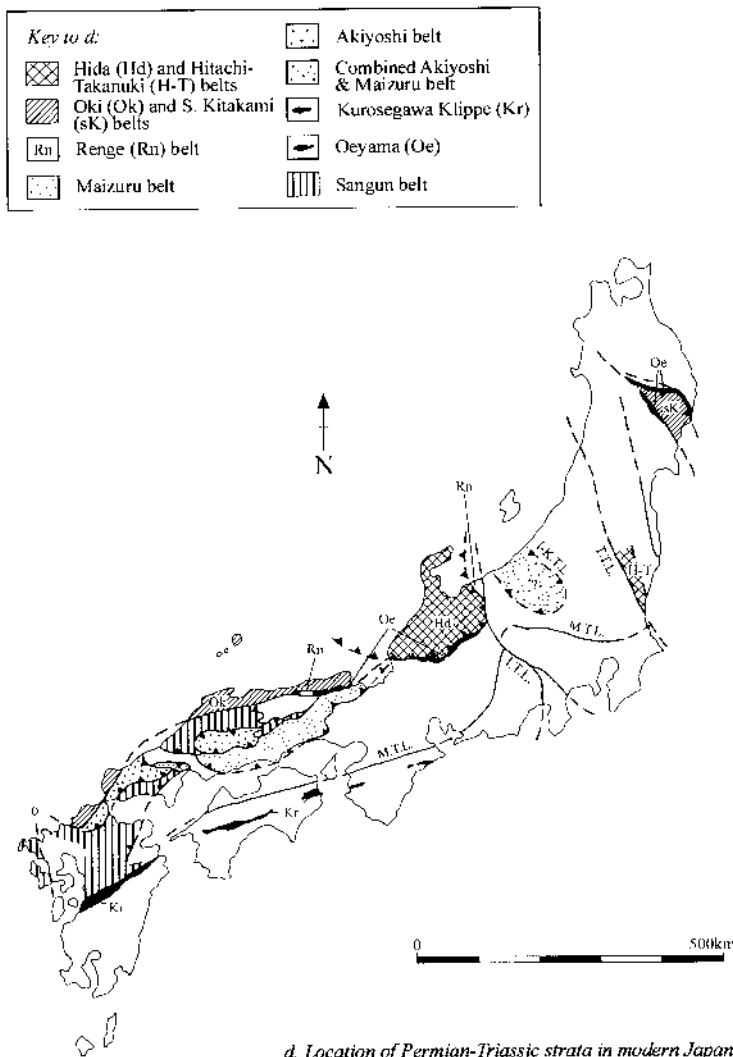 Key to d:
Hida (Hd) and Hitachi-
Takanuki (H-T) belts
Oki (Ok) and S. Kitakami
(sK) belts
Rn
Renge (Rn) belt
Maizuru belt
Akiyoshi belt
Combined Akiyoshi
& Maizuru belt
Kurosegawa Klippe (Kr)
Oeyama (Oe)
Sangun belt
Oe
sK
N
Rn
T.T.L.
H-T
Hd
Oe
M.T.L.
Rn
Ok
M.T.L.
Kr
0
500km
d. Location of Permian-Triassic strata in modern Japan